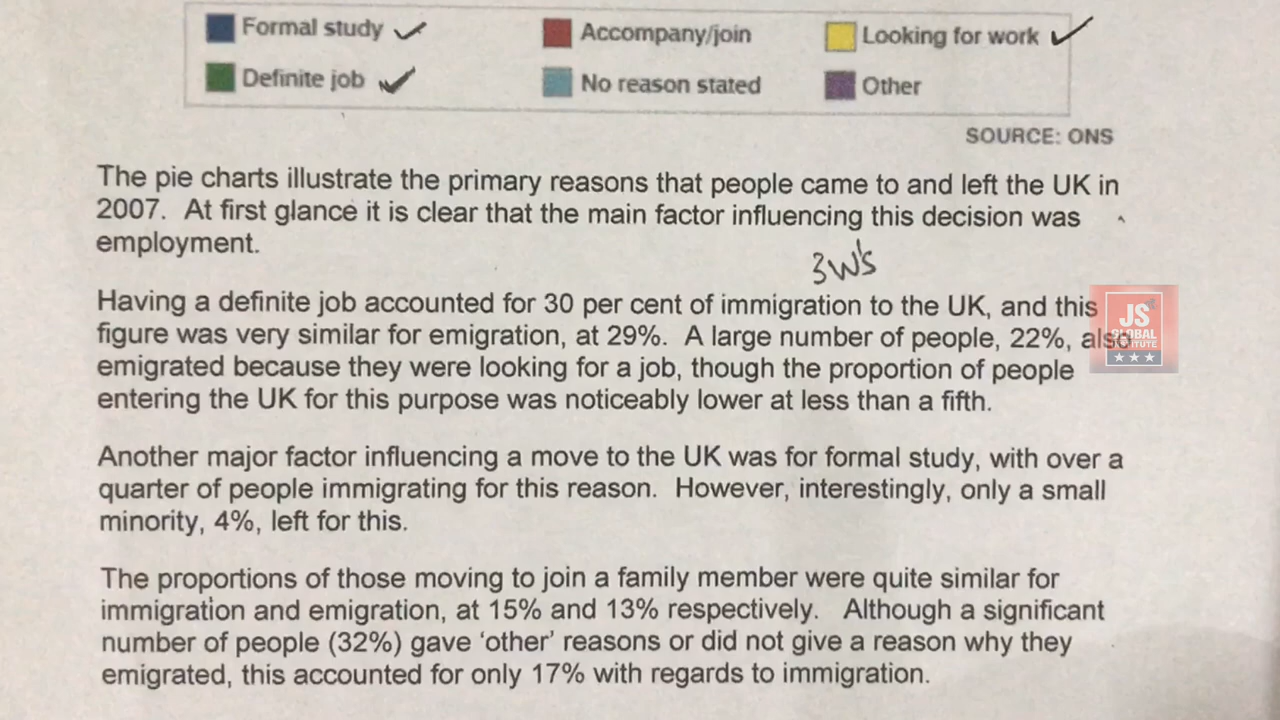 Formal study Accompany/join Looking for work
Definite job No reason stated Other
SOURCE: ONS
The pie charts illustrate the primary reasons that people came to and left the UK in
2007. At first glance it is clear that the main factor influencing this decision was
employment.
3W's
Having a definite job accounted for 30 per cent of immigration to the UK, and this
figure was very similar for emigration, at 29%. A large number of people, 22%, also
emigrated because they were looking for a job, though the proportion of people
entering the UK for this purpose was noticeably lower at less than a fifth.
JS
GLOBAL
Another major factor influencing a move to the UK was for formal study, with over a
quarter of people immigrating for this reason. However, interestingly, only a small
minority, 4%, left for this.
The proportions of those moving to join a family member were quite similar for
immigration and emigration, at 15% and 13% respectively. Although a significant
number of people (32%) gave 'other' reasons or did not give a reason why they
emigrated, this accounted for only 17% with regards to immigration.